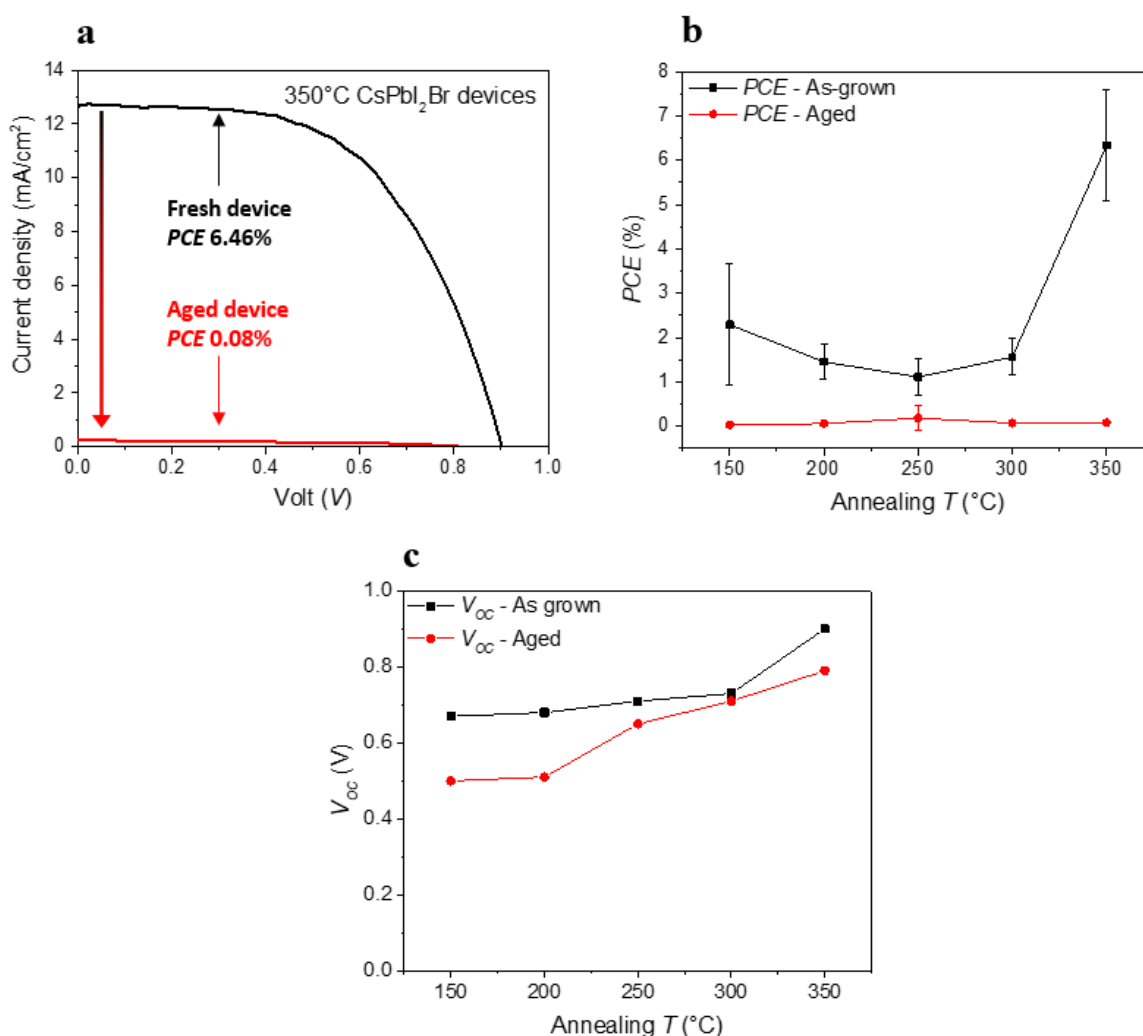 a
350°C CsPbI₂Br devices
14
12
10
8
6
4
2
0
Current density (mA/cm²)
Fresh device
PCE 6.46%
Aged device
PCE 0.08%
0.0 0.2 0.4 0.6 0.8 1.0
Volt (V)
b
PCE - As-grown
PCE - Aged
8
7
6
5
4
3
2
1
0
PCE (%)
150 200 250 300 350
Annealing T (°C)
c
V_OC - As grown
V_OC - Aged
1.0
0.8
0.6
0.4
0.2
0.0
V_OC (V)
150 200 250 300 350
Annealing T (°C)